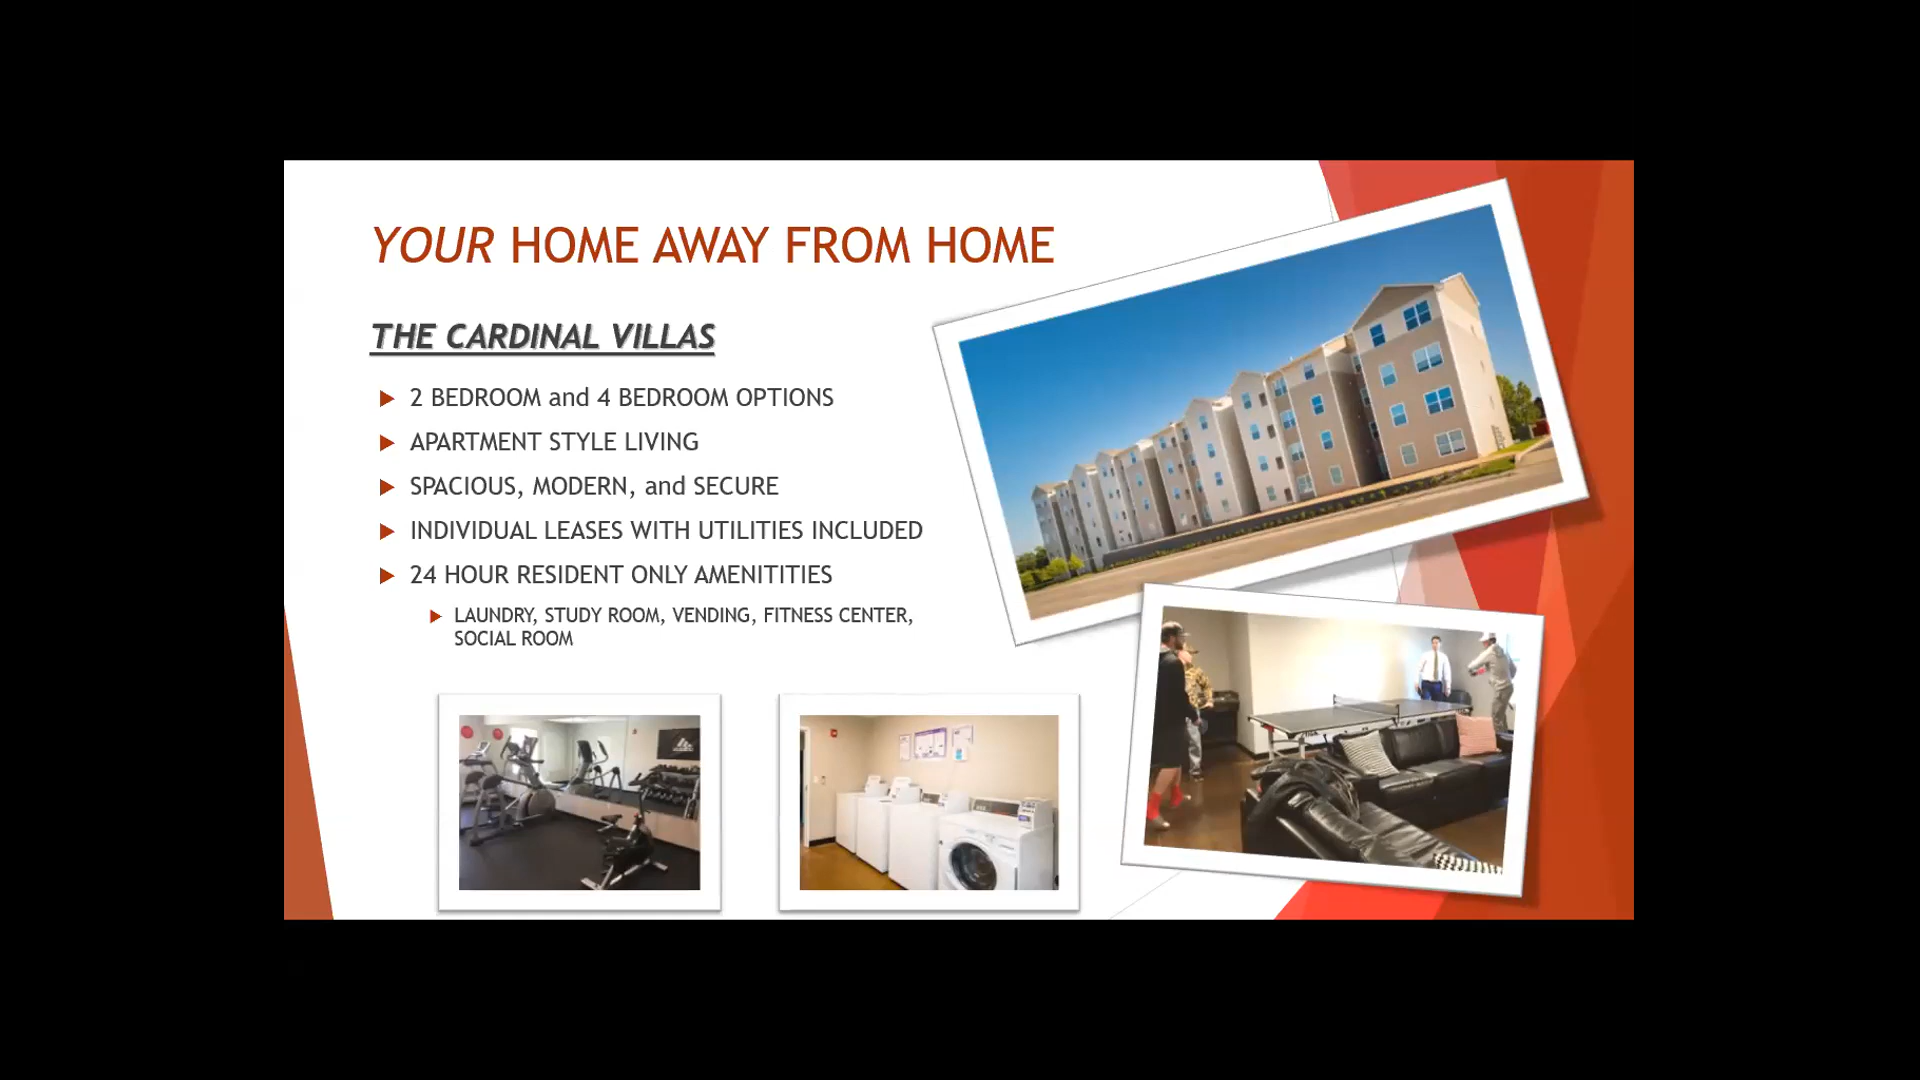 YOUR HOME AWAY FROM HOME
THE CARDINAL VILLAS
2 BEDROOM and 4 BEDROOM OPTIONS
APARTMENT STYLE LIVING
SPACIOUS, MODERN, and SECURE
INDIVIDUAL LEASES WITH UTILITIES INCLUDED
24 HOUR RESIDENT ONLY AMENITITIES
LAUNDRY, STUDY ROOM, VENDING, FITNESS CENTER,
SOCIAL ROOM